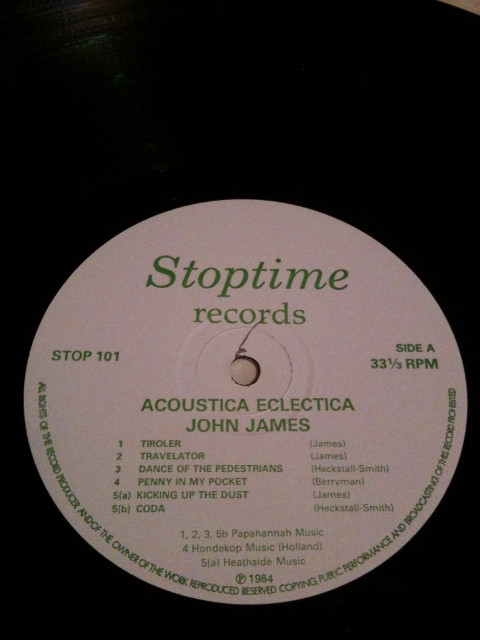 Stoptime
records
STOP 101
SIDE A
33⅓ RPM
ACOUSTICA ECLECTICA
JOHN JAMES
1 TIROLER (James)
2 TRAVELATOR (James)
3 DANCE OF THE PEDESTRIANS (Heckstall-Smith)
4 PENNY IN MY POCKET (Berryman)
5(a) KICKING UP THE DUST (James)
5(b) CODA (Heckstall-Smith)
1, 2, 3, 5b Papahannah Music
4 Hondekop Music (Holland)
5(a) Heathside Music
℗ 1984
ALL RIGHTS OF THE RECORD PRODUCER AND OF THE OWNER OF THE WORK REPRODUCED RESERVED COPYING, PUBLIC PERFORMANCE AND BROADCASTING OF THIS RECORD PROHIBITED